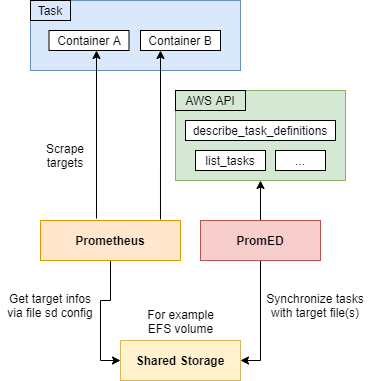 Task
Container A
Container B
AWS API
describe_task_definitions
list_tasks
...
Scrape
targets
Prometheus
PromED
Get target infos
via file sd config
For example
EFS volume
Synchronize tasks
with target file(s)
Shared Storage